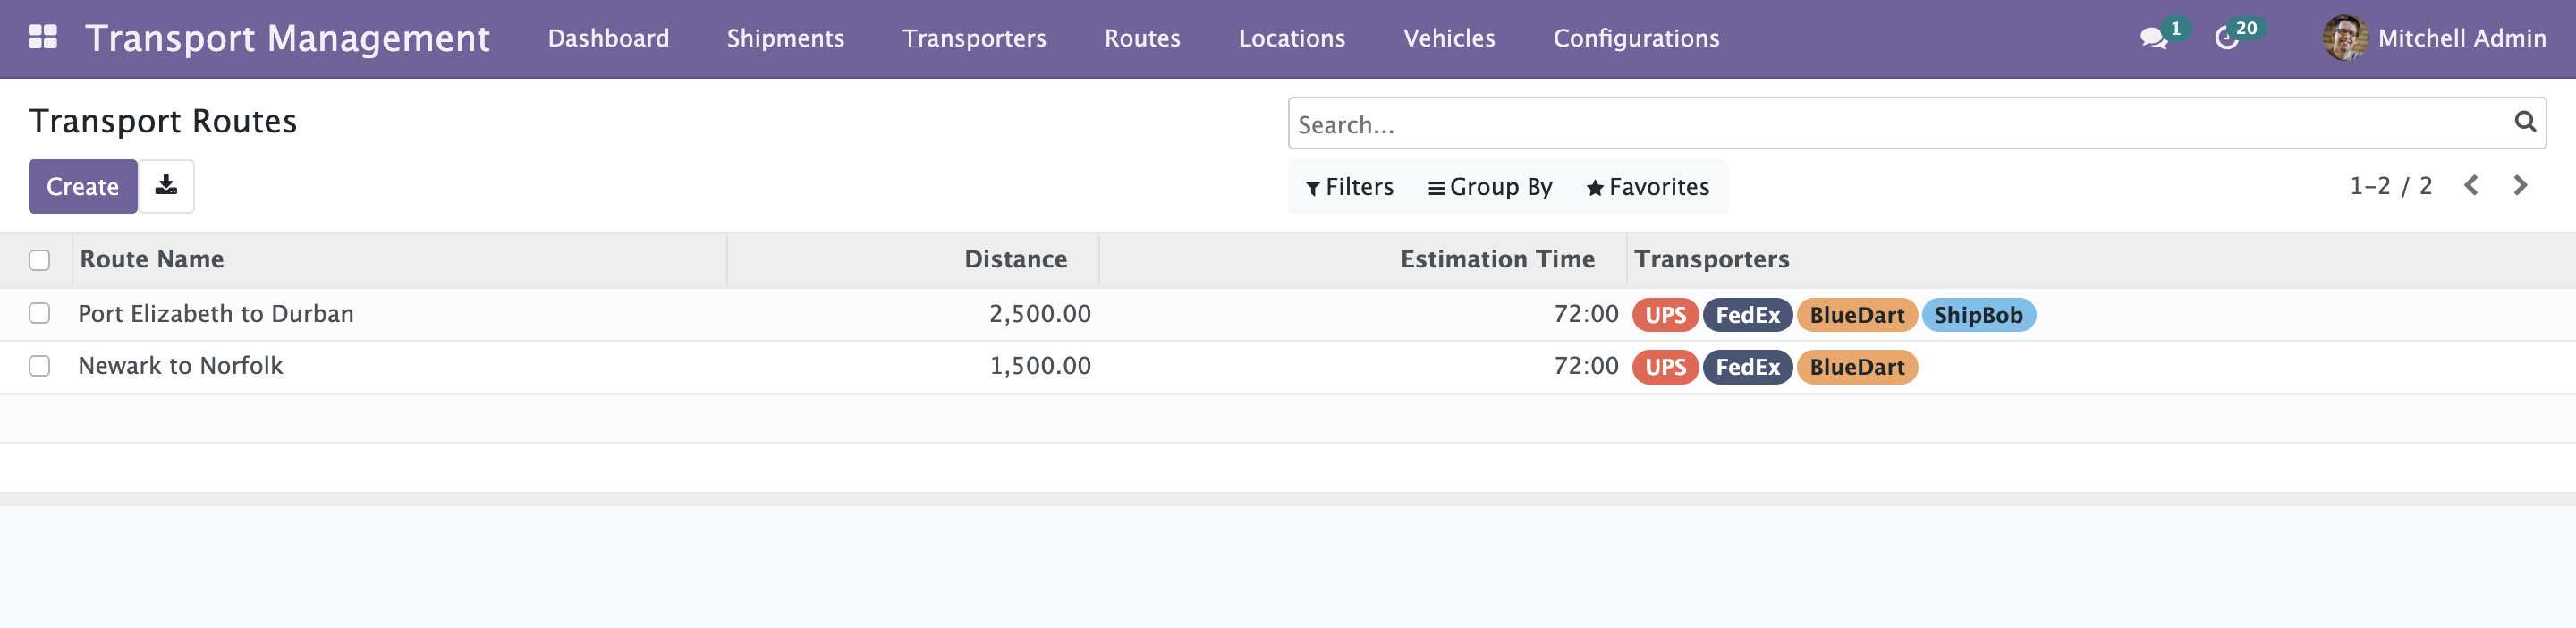 Transport Management Dashboard Shipments Transporters Routes Locations Vehicles Configurations 1 20 Mitchell Admin
Transport Routes
Search...
Create
Filters Group By Favorites
1-2 / 2
Route Name Distance Estimation Time Transporters
Port Elizabeth to Durban 2,500.00 72:00 UPS FedEx BlueDart ShipBob
Newark to Norfolk 1,500.00 72:00 UPS FedEx BlueDart